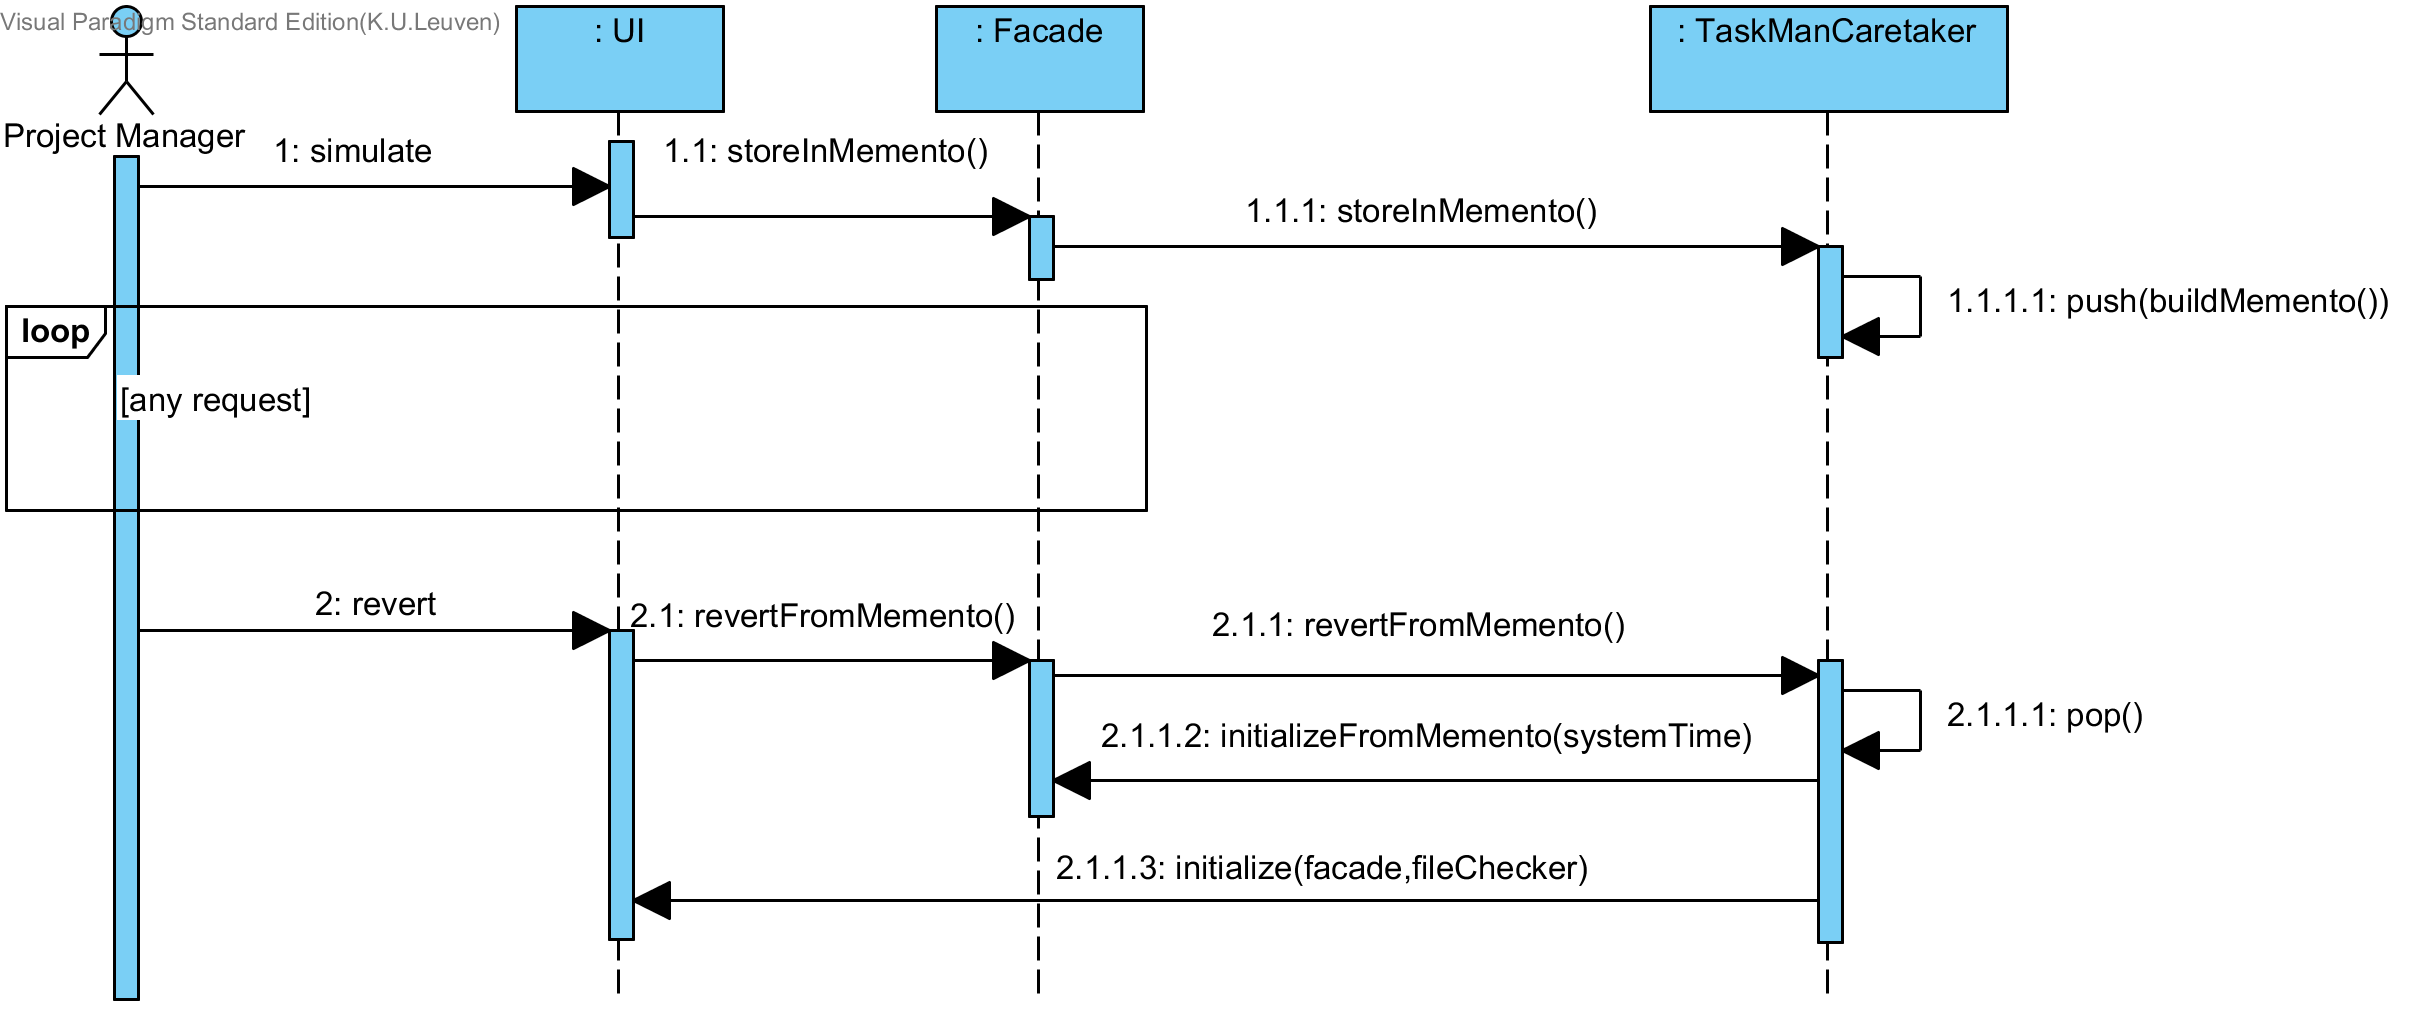 Visual Paradigm Standard Edition(K.U.Leuven)
: UI
: Facade
: TaskManCaretaker
Project Manager
1: simulate
1.1: storeInMemento()
1.1.1: storeInMemento()
1.1.1.1: push(buildMemento())
loop
[any request]
2: revert
2.1: revertFromMemento()
2.1.1: revertFromMemento()
2.1.1.1: pop()
2.1.1.2: initializeFromMemento(systemTime)
2.1.1.3: initialize(facade,fileChecker)